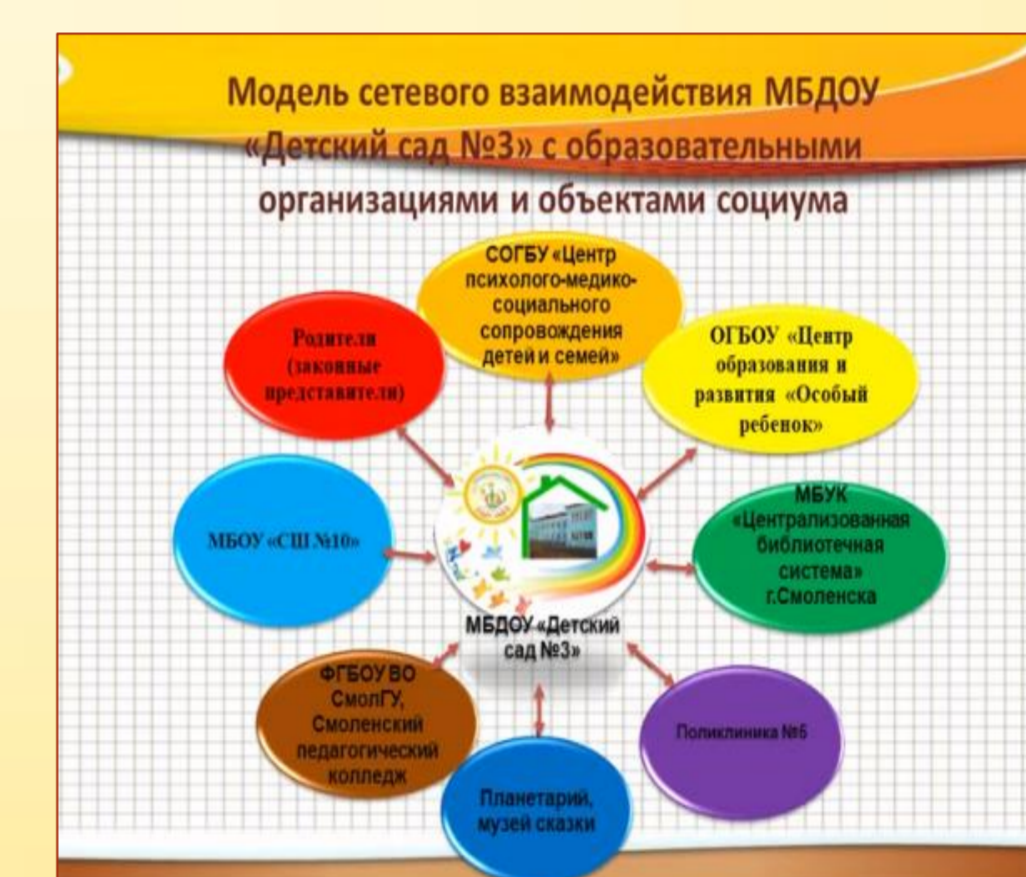 Модель сетевого взаимодействия МБДОУ
«Детский сад №3» с образовательными
организациями и объектами социума
СОГБУ «Центр
психолого-медико-
социального
сопровождения
детей и семей»
Родители
(законные
представители)
ОГБОУ «Центр
образования и
развития «Особый
ребенок»
МБОУ «СШ №10»
МБУК
«Централизованная
библиотечная
система»
г.Смоленска
МБДОУ «Детский
сад №3»
ФГБОУ ВО
СмолГУ,
Смоленский
педагогический
колледж
Поликлиника №5
Планетарий,
музей сказки